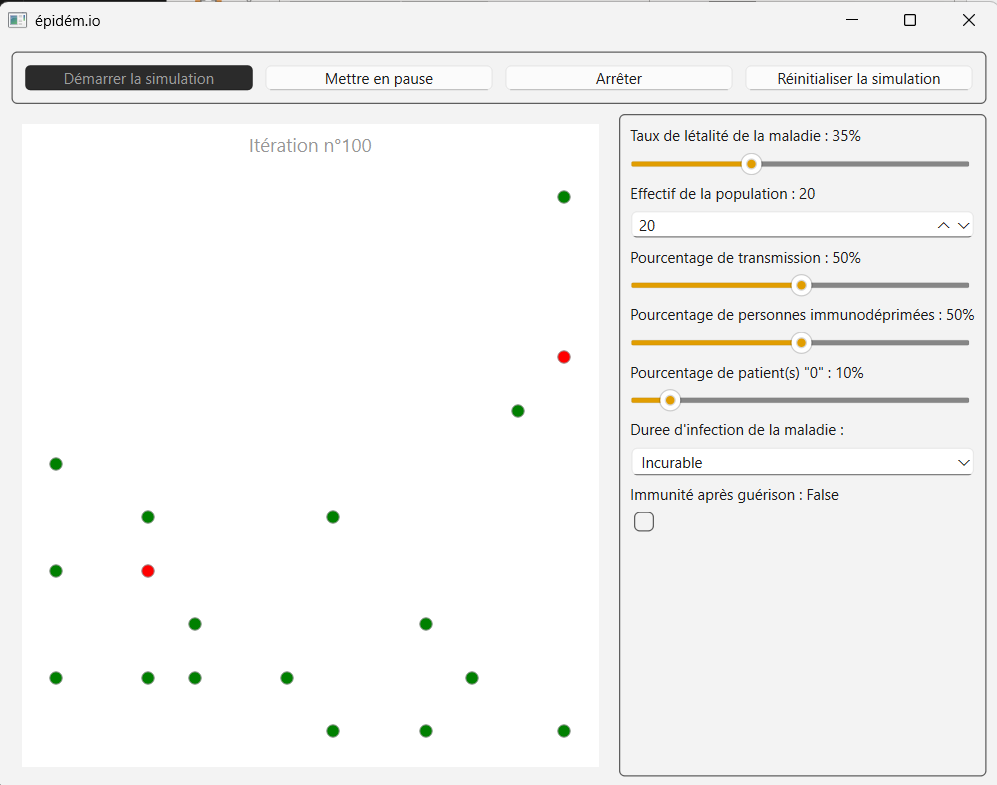 épidém.io
Démarrer la simulation
Mettre en pause
Arrêter
Réinitialiser la simulation
Itération n°100
Taux de létalité de la maladie : 35%
Effectif de la population : 20
20
Pourcentage de transmission : 50%
Pourcentage de personnes immunodéprimées : 50%
Pourcentage de patient(s) "0" : 10%
Duree d'infection de la maladie :
Incurable
Immunité après guérison : False